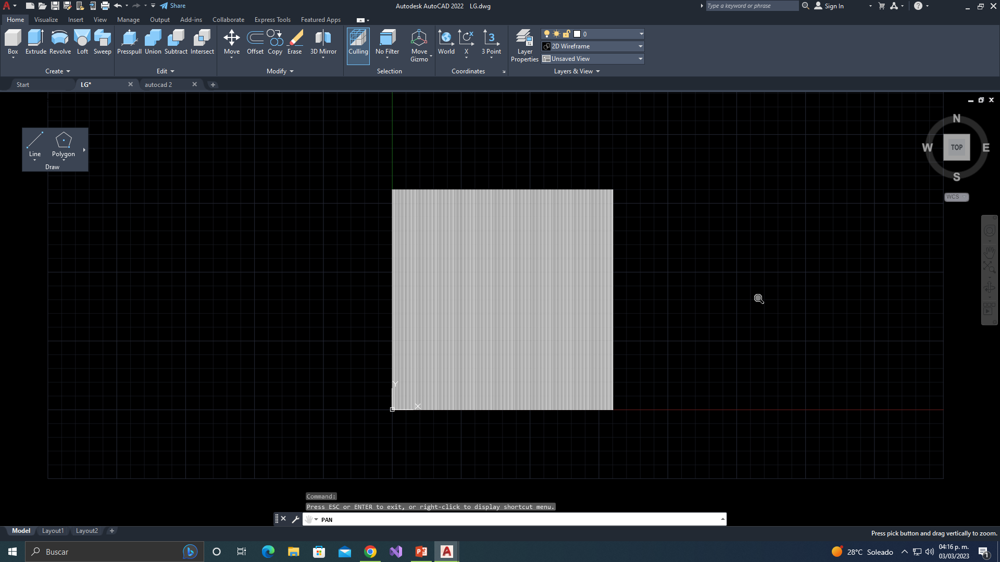 Share
Autodesk AutoCAD 2022 LG.dwg
Type a keyword or phrase
Sign In
Home Visualize Insert View Manage Output Add-ins Collaborate Express Tools Featured Apps
Box Extrude Revolve Loft Sweep Presspull Union Subtract Intersect Move Offset Copy Erase 3D Mirror Culling No Filter Move Gizmo World X 3 Point Layer Properties
0
2D Wireframe
Unsaved View
Create Edit Modify Selection Coordinates Layers & View
Start LG* autocad 2
Line Polygon
Draw
N
W TOP E
S
WCS
Y
X
Command:
Press ESC or ENTER to exit, or right-click to display shortcut menu.
PAN
Model Layout1 Layout2
Press pick button and drag vertically to zoom.
Buscar
28°C Soleado
04:16 p. m.
03/03/2023
1